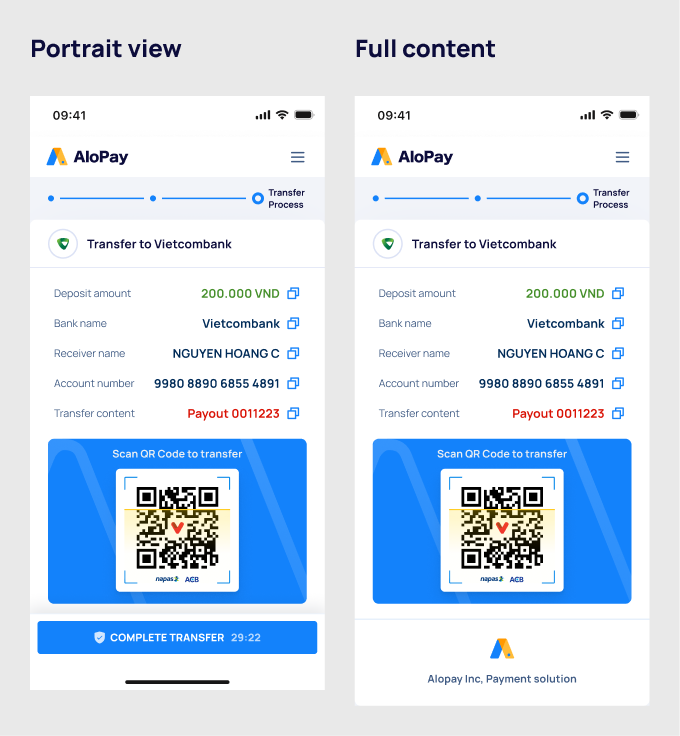 Portrait view
09:41
AloPay
Transfer
Process
Transfer to Vietcombank
Deposit amount 200.000 VND
Bank name Vietcombank
Receiver name NGUYEN HOANG C
Account number 9980 8890 6855 4891
Transfer content Payout 0011223
Scan QR Code to transfer
napas ACB
COMPLETE TRANSFER 29:22
Full content
09:41
AloPay
Transfer
Process
Transfer to Vietcombank
Deposit amount 200.000 VND
Bank name Vietcombank
Receiver name NGUYEN HOANG C
Account number 9980 8890 6855 4891
Transfer content Payout 0011223
Scan QR Code to transfer
napas ACB
Alopay Inc, Payment solution